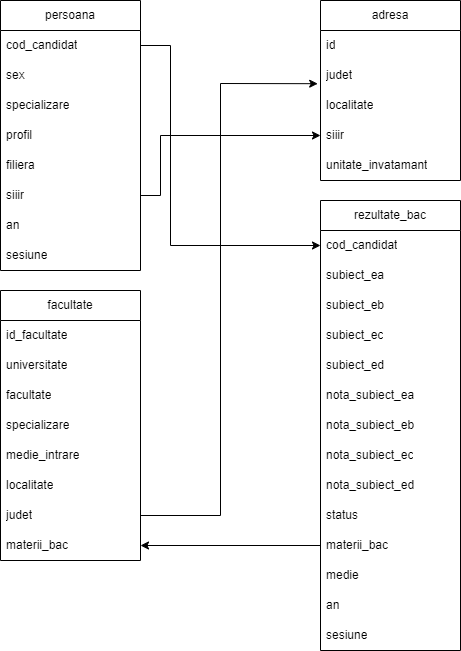 persoana
cod_candidat
sex
specializare
profil
filiera
siiir
an
sesiune
adresa
id
judet
localitate
siiir
unitate_invatamant
facultate
id_facultate
universitate
facultate
specializare
medie_intrare
localitate
judet
materii_bac
rezultate_bac
cod_candidat
subiect_ea
subiect_eb
subiect_ec
subiect_ed
nota_subiect_ea
nota_subiect_eb
nota_subiect_ec
nota_subiect_ed
status
materii_bac
medie
an
sesiune